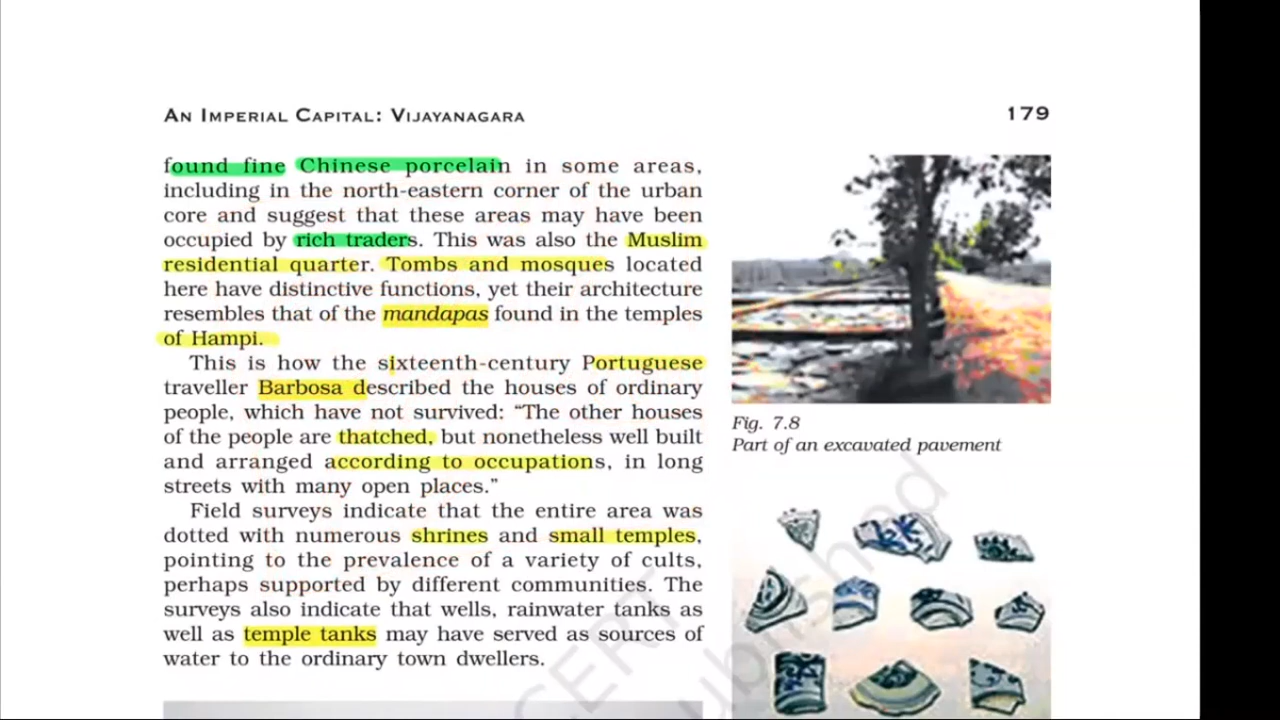 AN IMPERIAL CAPITAL: VIJAYANAGARA
179
found fine Chinese porcelain in some areas,
including in the north-eastern corner of the urban
core and suggest that these areas may have been
occupied by rich traders. This was also the Muslim
residential quarter. Tombs and mosques located
here have distinctive functions, yet their architecture
resembles that of the mandapas found in the temples
of Hampi.
This is how the sixteenth-century Portuguese
traveller Barbosa described the houses of ordinary
people, which have not survived: “The other houses
of the people are thatched, but nonetheless well built
and arranged according to occupations, in long
streets with many open places.”
Field surveys indicate that the entire area was
dotted with numerous shrines and small temples,
pointing to the prevalence of a variety of cults,
perhaps supported by different communities. The
surveys also indicate that wells, rainwater tanks as
well as temple tanks may have served as sources of
water to the ordinary town dwellers.
Fig. 7.8
Part of an excavated pavement